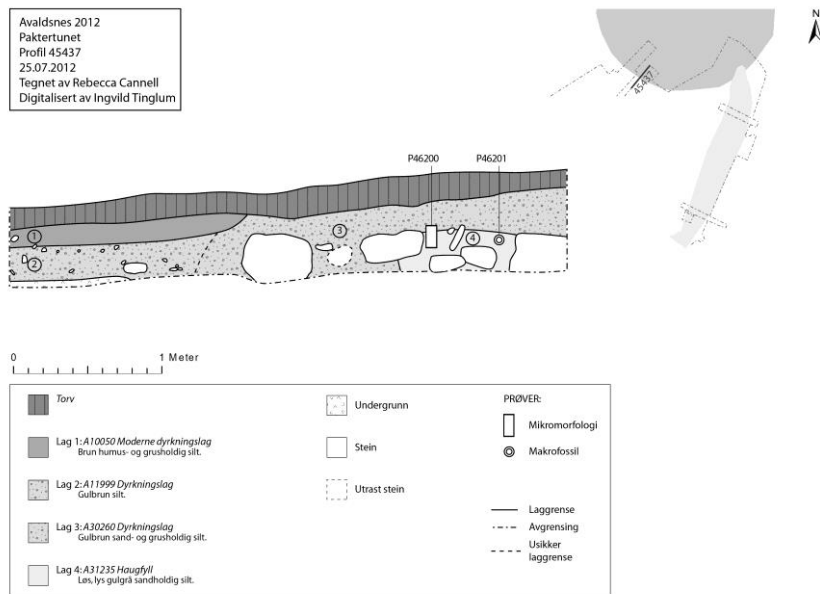 Avaldsnes 2012
Paktertunet
Profil 45437
25.07.2012
Tegnet av Rebecca Cannell
Digitalisert av Ingvild Tinglum
N
45437
P46200
P46201
1
2
3
4
0
1 Meter
Torv
Lag 1: A10050 Moderne dyrkningslag
Brun humus- og grusholdig silt.
Lag 2: A11999 Dyrkningslag
Gulbrun silt.
Lag 3: A30260 Dyrkningslag
Gulbrun sand- og grusholdig silt.
Lag 4: A31235 Haugfyll
Løs, lys gulgrå sandholdig silt.
Undergrunn
Stein
Utrast stein
PRØVER:
Mikromorfologi
Makrofossil
Laggrense
Avgrensing
Usikker
laggrense